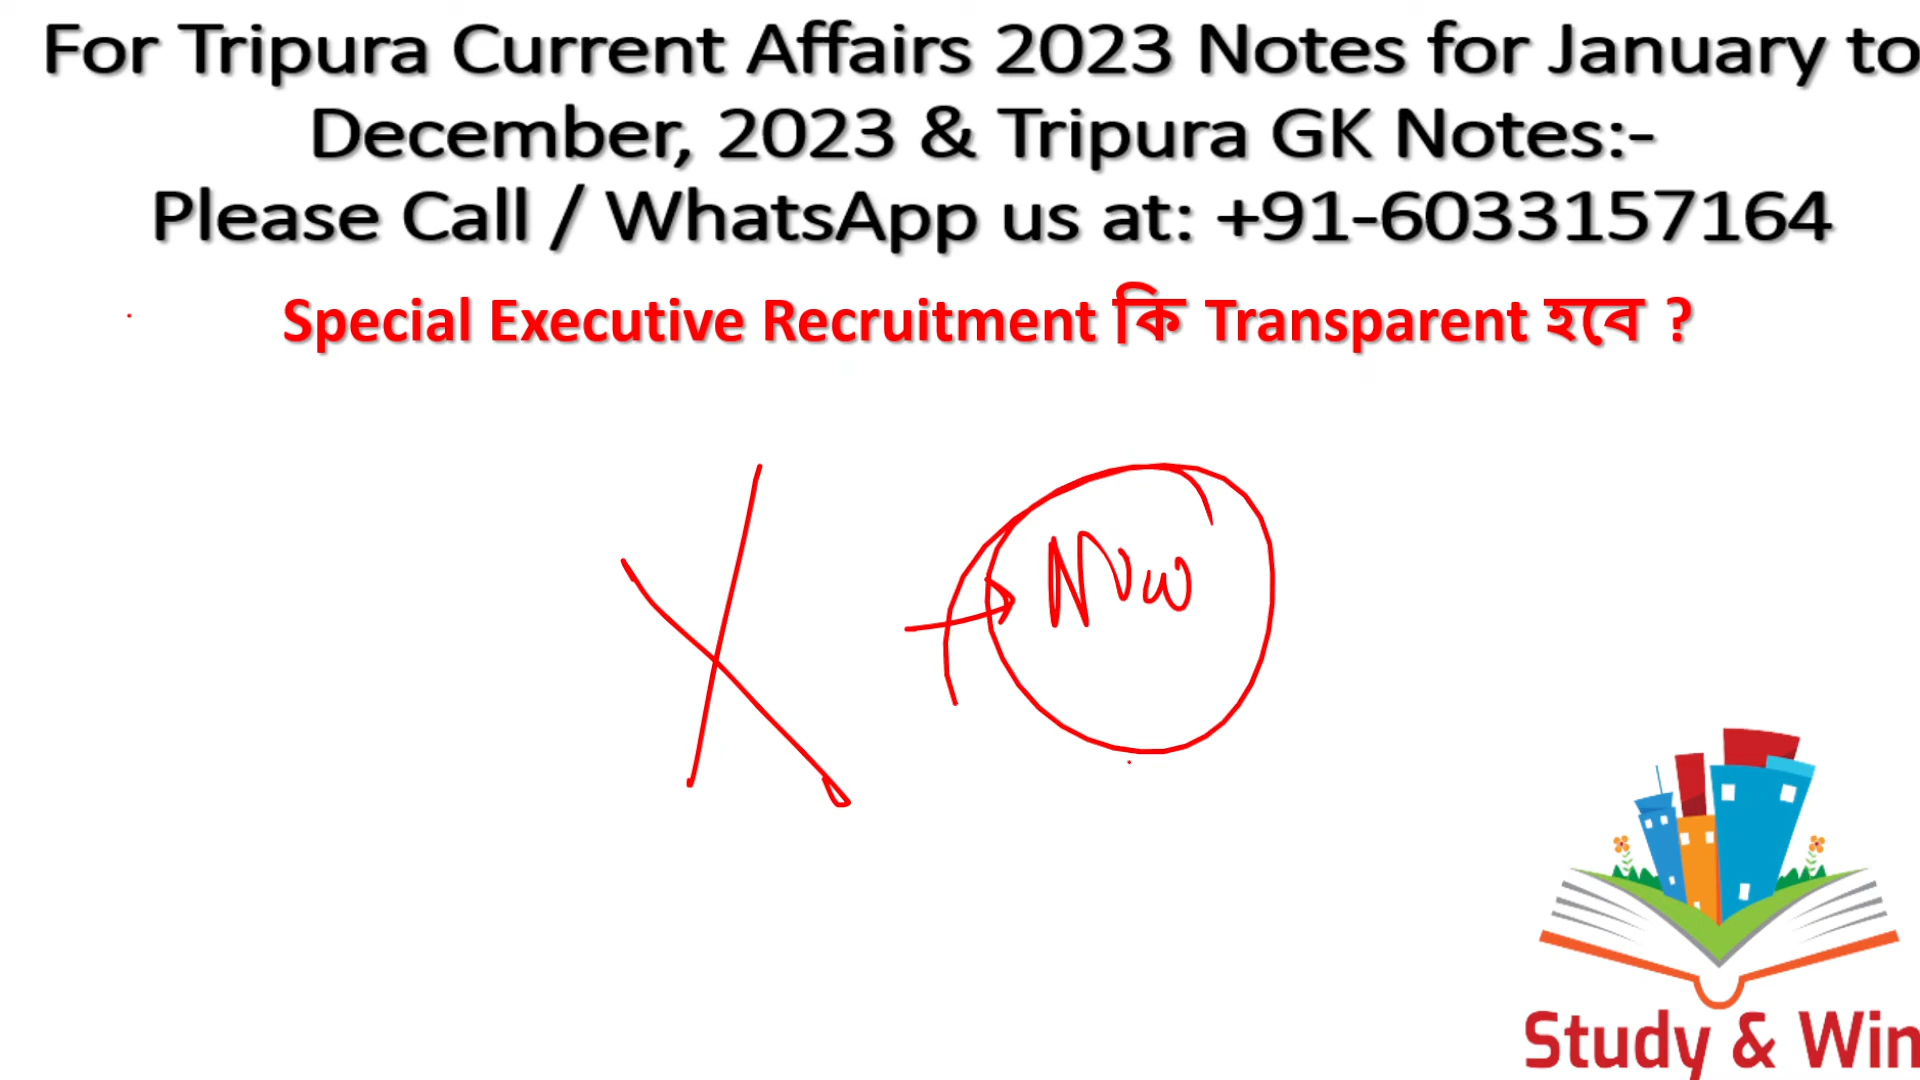 For Tripura Current Affairs 2023 Notes for January to
December, 2023 & Tripura GK Notes:-
Please Call / WhatsApp us at: +91-6033157164
Special Executive Recruitment কি Transparent হবে ?
Study & Win